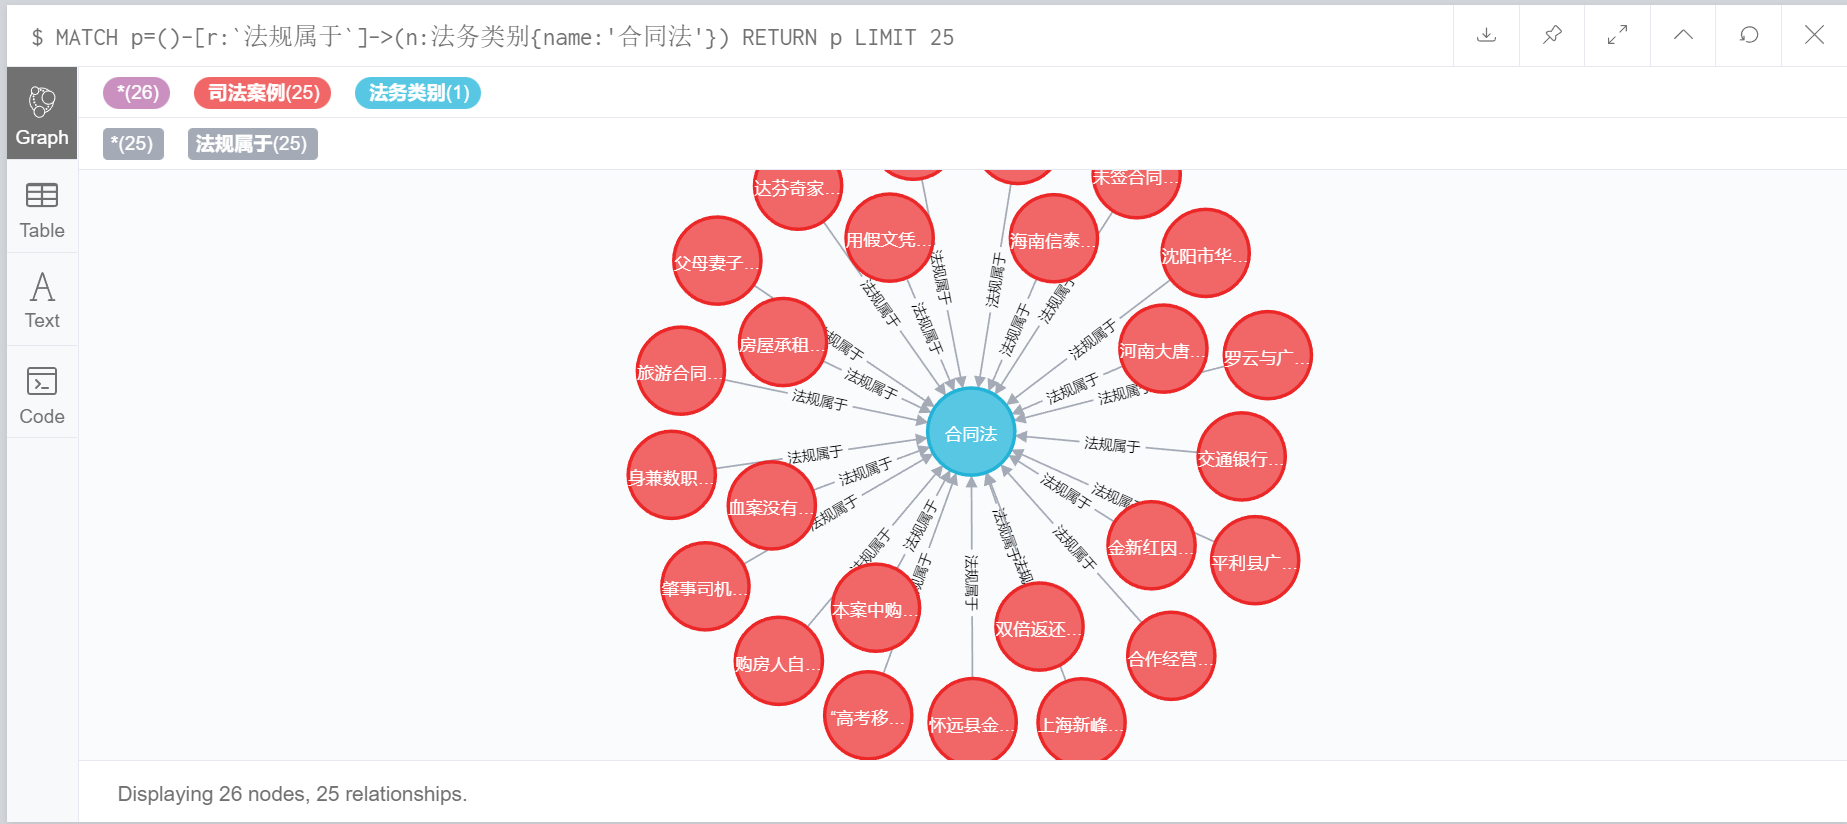 $ MATCH p=()-[r:`法规属于`]->(n:法务类别{name:'合同法'}) RETURN p LIMIT 25
*(26) 司法案例(25) 法务类别(1)
*(25) 法规属于(25)
Graph
Table
Text
Code
达芬奇家...
未签合同...
用假文凭...
海南信泰...
沈阳市华...
父母妻子...
房屋承租...
河南大唐...
罗云与广...
旅游合同...
合同法
交通银行...
身兼数职...
血案没有...
金新红因...
平利县广...
肇事司机...
本案中购...
双倍返还...
合作经营...
购房人自...
“高考移...
怀远县金...
上海新峰...
法规属于
法规属于
法规属于
法规属于
法规属于
法规属于
法规属于
规属于
法规属于
法规属于
法规属于
法规属于
法规属于
法规属于
法规属于
法规属于
法规属于
法规属于
法规属
法规属于
法规属于
规属于
法规属于
法规属于
法规
法规属于
Displaying 26 nodes, 25 relationships.